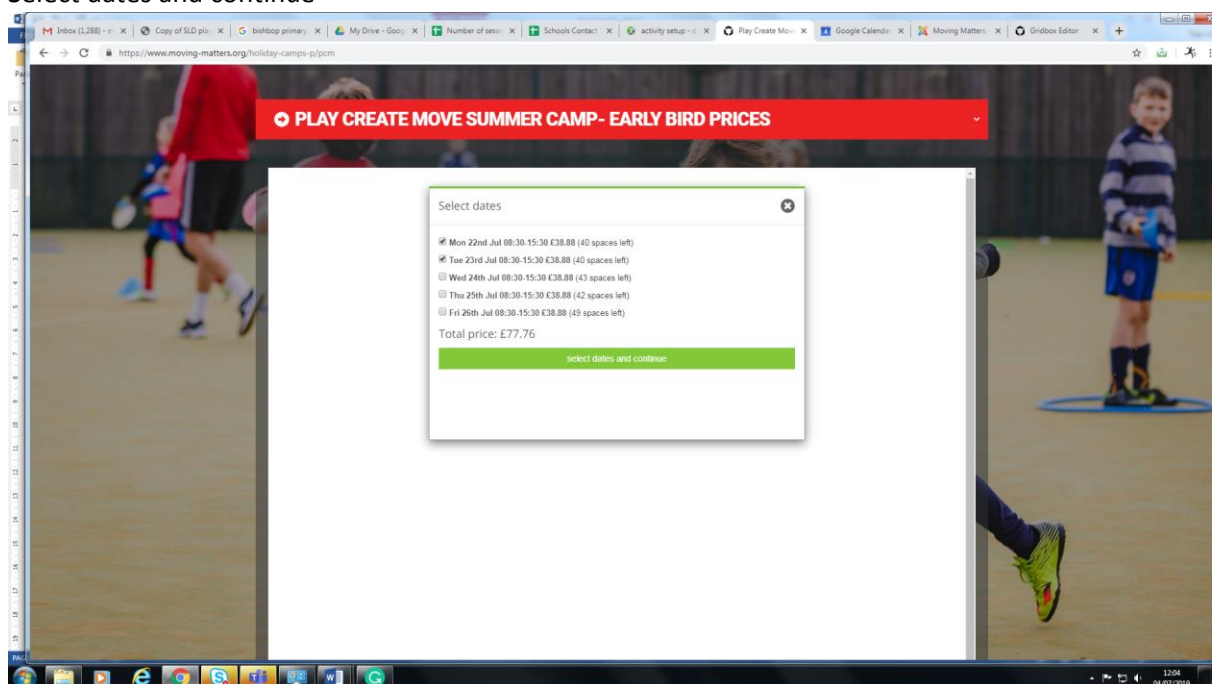 Select dates and continue
Inbox (1,288) - e
Copy of SLD pla
bishbop primary
My Drive - Goog
Number of sessi
Schools Contact
activity setup - d
Play Create Mov
Google Calendar
Moving Matters
Gridbox Editor
https://www.moving-matters.org/holiday-camps-p/pcm
PLAY CREATE MOVE SUMMER CAMP- EARLY BIRD PRICES
Select dates
Mon 22nd Jul 08:30-15:30 £38.88 (40 spaces left)
Tue 23rd Jul 08:30-15:30 £38.88 (40 spaces left)
Wed 24th Jul 08:30-15:30 £38.88 (43 spaces left)
Thu 25th Jul 08:30-15:30 £38.88 (42 spaces left)
Fri 26th Jul 08:30-15:30 £38.88 (49 spaces left)
Total price: £77.76
select dates and continue
12:04
04/07/2019